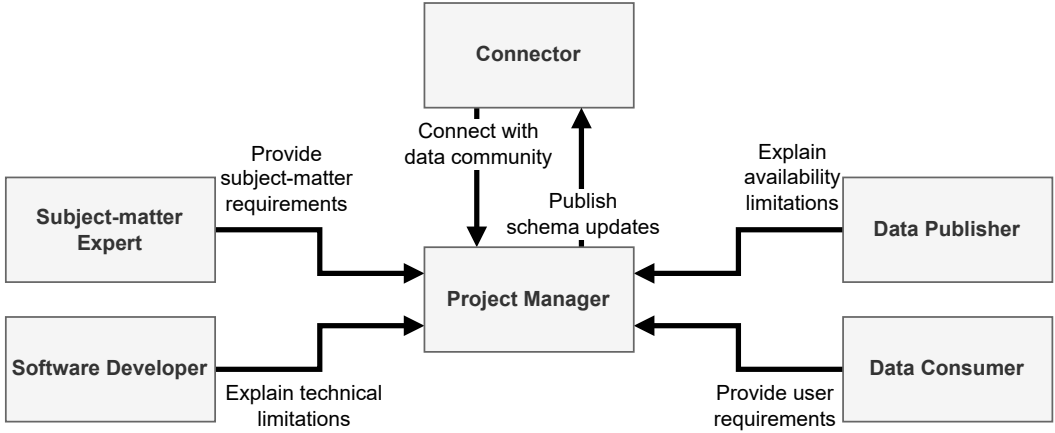 Connector
Connect with
data community
Provide
subject-matter
requirements
Explain
availability
limitations
Publish
schema updates
Subject-matter
Expert
Data Publisher
Project Manager
Software Developer
Data Consumer
Explain technical
limitations
Provide user
requirements